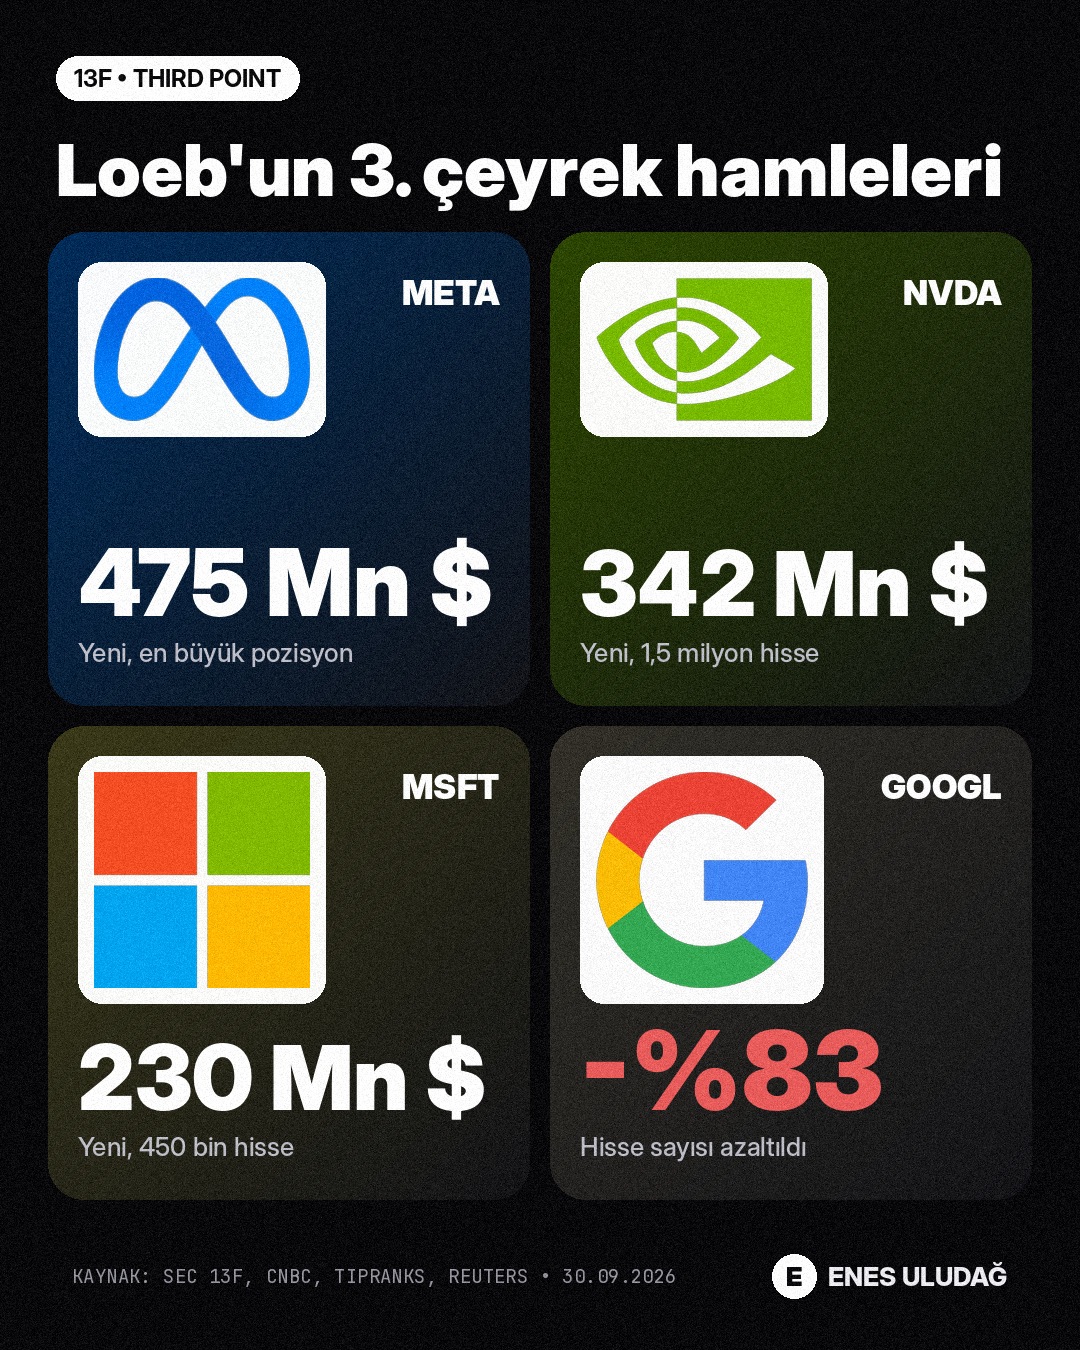 13F • THIRD POINT
Loeb'un 3. çeyrek hamleleri
META
475 Mn $
Yeni, en büyük pozisyon
NVDA
342 Mn $
Yeni, 1,5 milyon hisse
MSFT
230 Mn $
Yeni, 450 bin hisse
GOOGL
-%83
Hisse sayısı azaltıldı
KAYNAK: SEC 13F, CNBC, TIPRANKS, REUTERS • 30.09.2026
E ENES ULUDAĞ